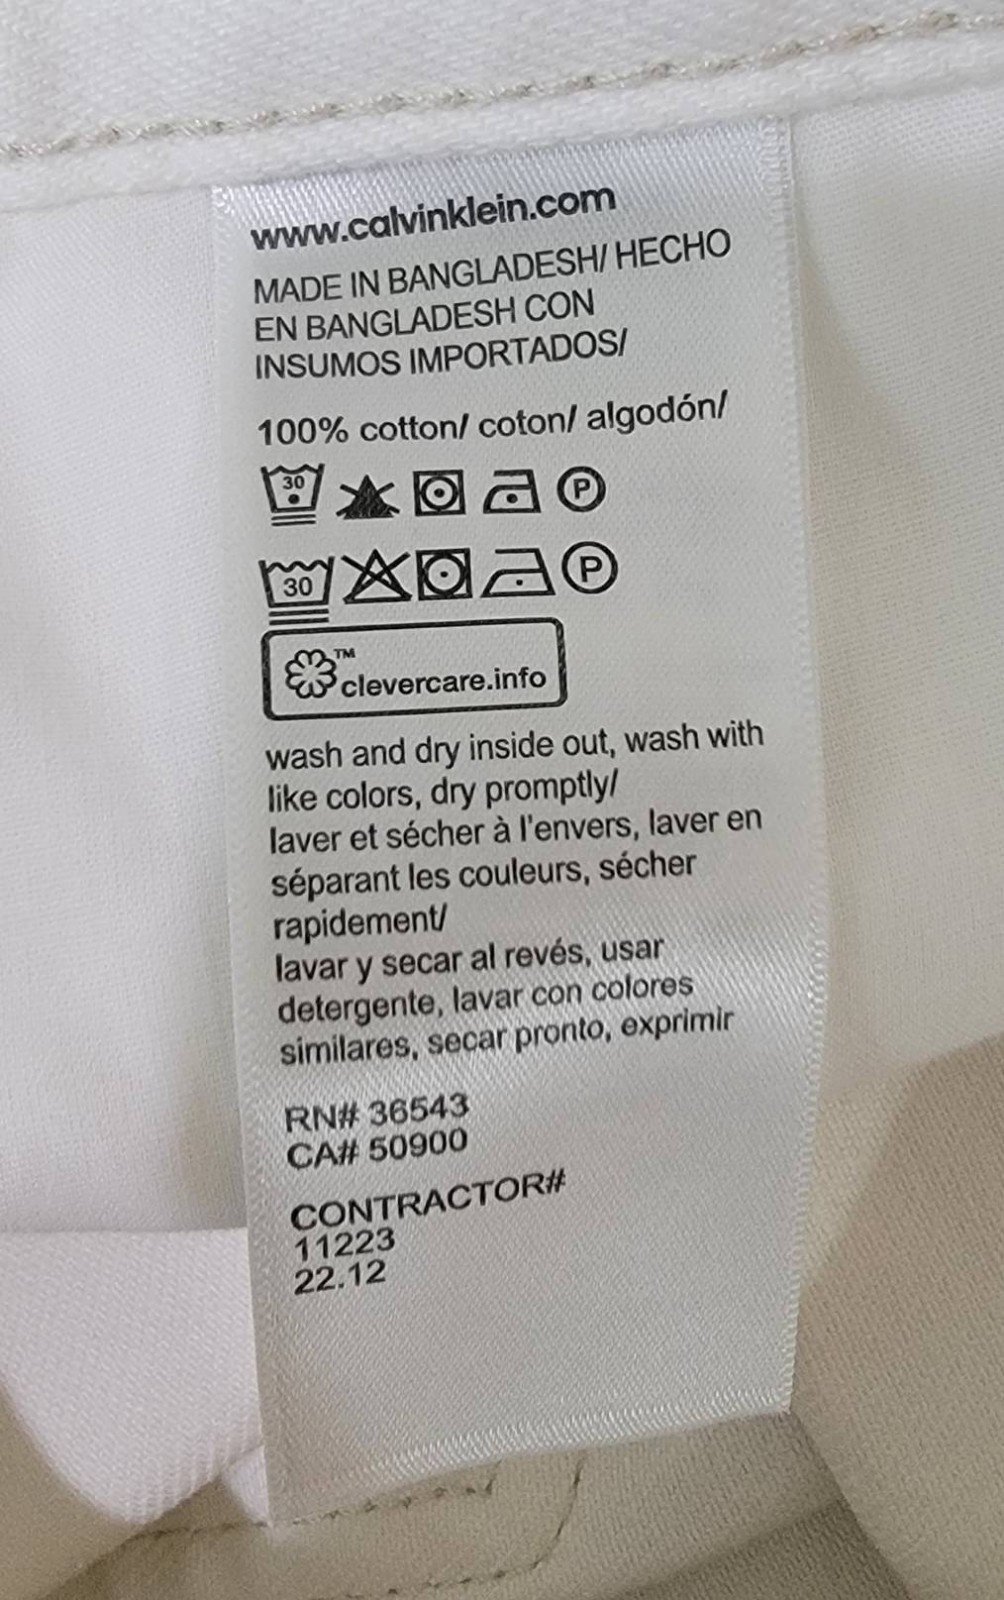 www.calvinklein.com
MADE IN BANGLADESH/ HECHO
EN BANGLADESH CON
INSUMOS IMPORTADOS/
100% cotton/ coton/ algodón/
30 P
30 P
™
clevercare.info
wash and dry inside out, wash with
like colors, dry promptly/
laver et sécher à l'envers, laver en
séparant les couleurs, sécher
rapidement/
lavar y secar al revés, usar
detergente, lavar con colores
similares, secar pronto, exprimir
RN# 36543
CA# 50900
CONTRACTOR#
11223
22.12